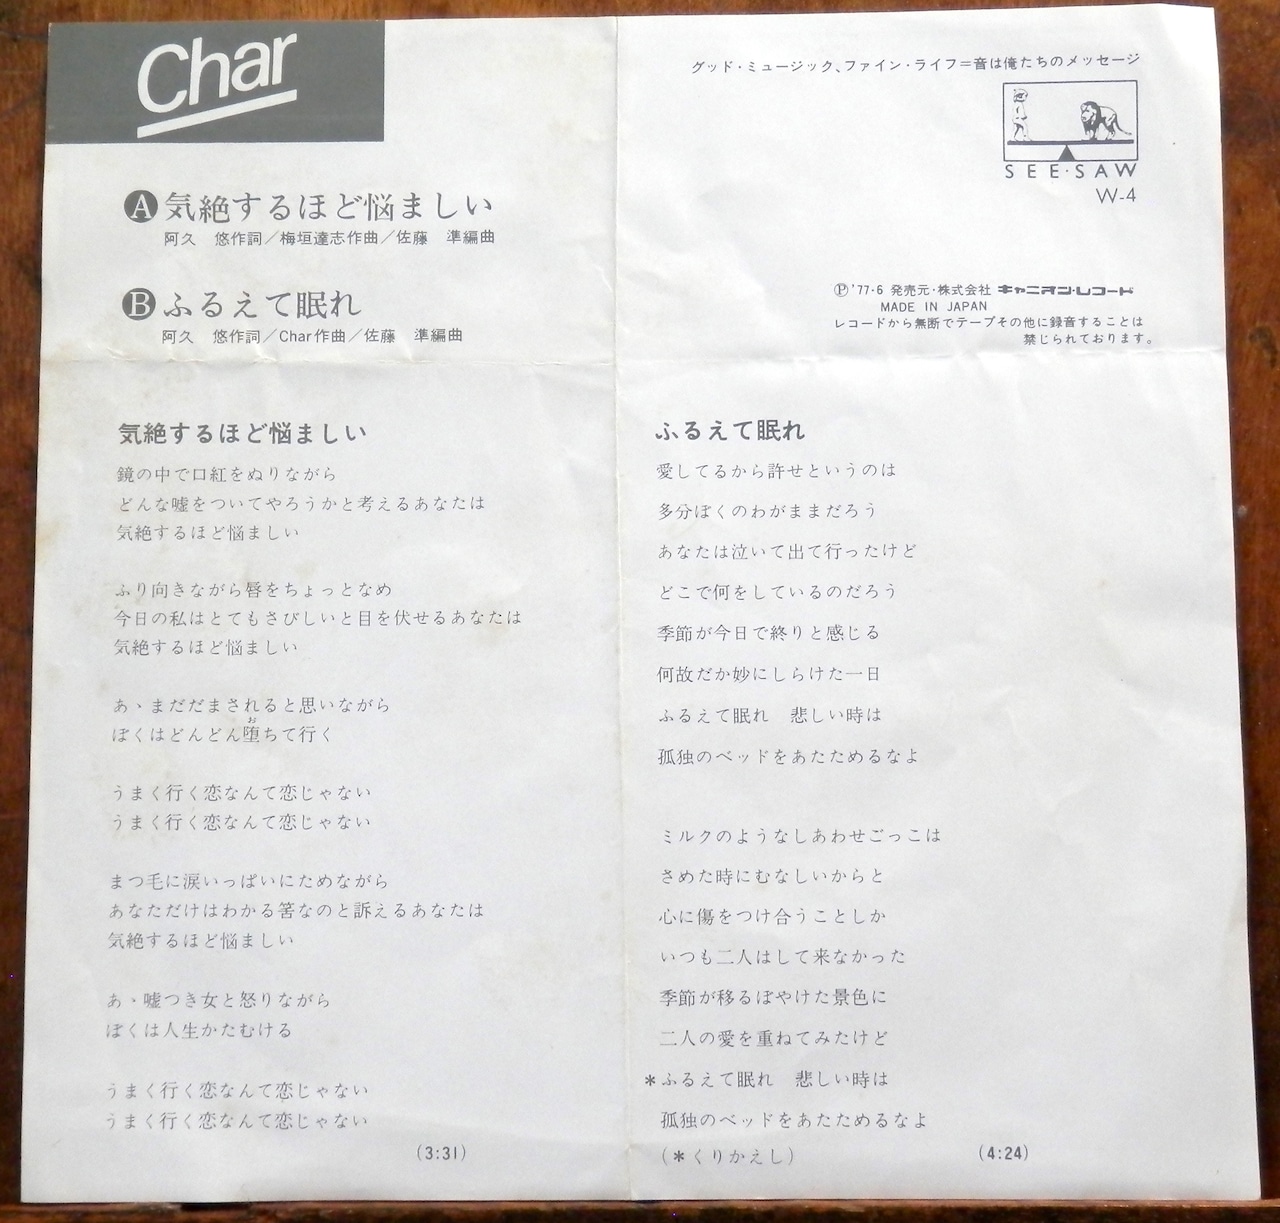 Char
A 気絶するほど悩ましい
阿久　悠作詞／梅垣達志作曲／佐藤　準編曲
B ふるえて眠れ
阿久　悠作詞／Char作曲／佐藤　準編曲
グッド・ミュージック、ファイン・ライフ＝音は俺たちのメッセージ
SEE・SAW
W-4
Ⓟ'77・6 発売元・株式会社 キャニオン・レコード
MADE IN JAPAN
レコードから無断でテープその他に録音することは
禁じられております。
気絶するほど悩ましい
鏡の中で口紅をぬりながら
どんな嘘をついてやろうかと考えるあなたは
気絶するほど悩ましい
ふり向きながら唇をちょっとなめ
今日の私はとてもさびしいと目を伏せるあなたは
気絶するほど悩ましい
あゝまだだまされると思いながら
お
ぼくはどんどん堕ちて行く
うまく行く恋なんて恋じゃない
うまく行く恋なんて恋じゃない
まつ毛に涙いっぱいにためながら
あなただけはわかる筈なのと訴えるあなたは
気絶するほど悩ましい
あゝ嘘つき女と怒りながら
ぼくは人生かたむける
うまく行く恋なんて恋じゃない
うまく行く恋なんて恋じゃない
(3:31)
ふるえて眠れ
愛してるから許せというのは
多分ぼくのわがままだろう
あなたは泣いて出て行ったけど
どこで何をしているのだろう
季節が今日で終りと感じる
何故だか妙にしらけた一日
ふるえて眠れ　悲しい時は
孤独のベッドをあたためるなよ
ミルクのようなしあわせごっこは
さめた時にむなしいからと
心に傷をつけ合うことしか
いつも二人はして来なかった
季節が移るぼやけた景色に
二人の愛を重ねてみたけど
＊ふるえて眠れ　悲しい時は
孤独のベッドをあたためるなよ
(＊くりかえし)
(4:24)